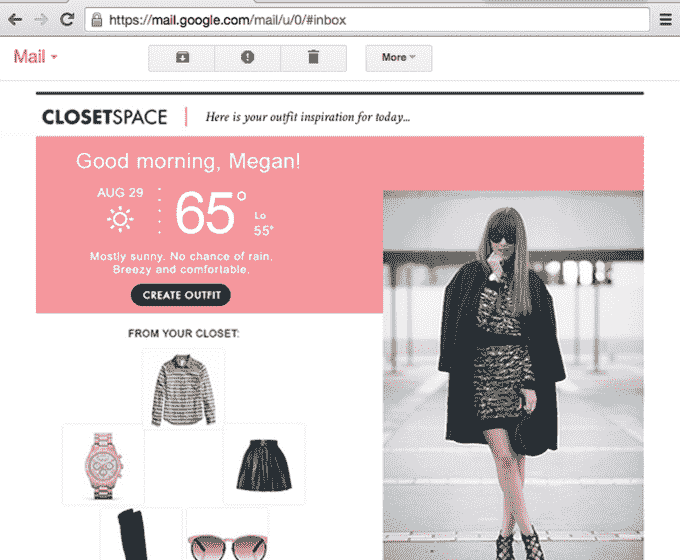 https://mail.google.com/mail/u/0/#inbox
Mail
More
CLOSETSPACE
Here is your outfit inspiration for today...
Good morning, Megan!
AUG 29
65°
Lo
55°
Mostly sunny. No chance of rain.
Breezy and comfortable.
CREATE OUTFIT
FROM YOUR CLOSET: